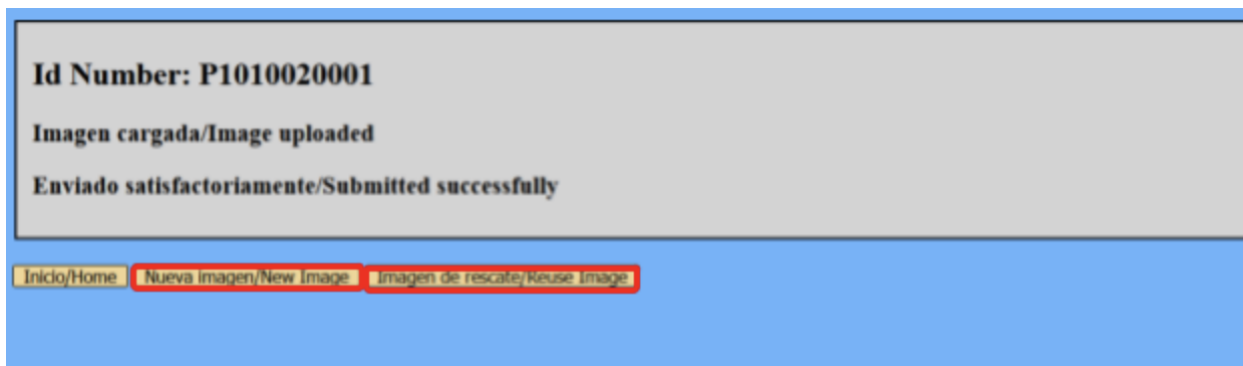 Id Number: P1010020001
Imagen cargada/Image uploaded
Enviado satisfactoriamente/Submitted successfully
Inicio/Home Nueva imagen/New Image Imagen de rescate/Reuse Image